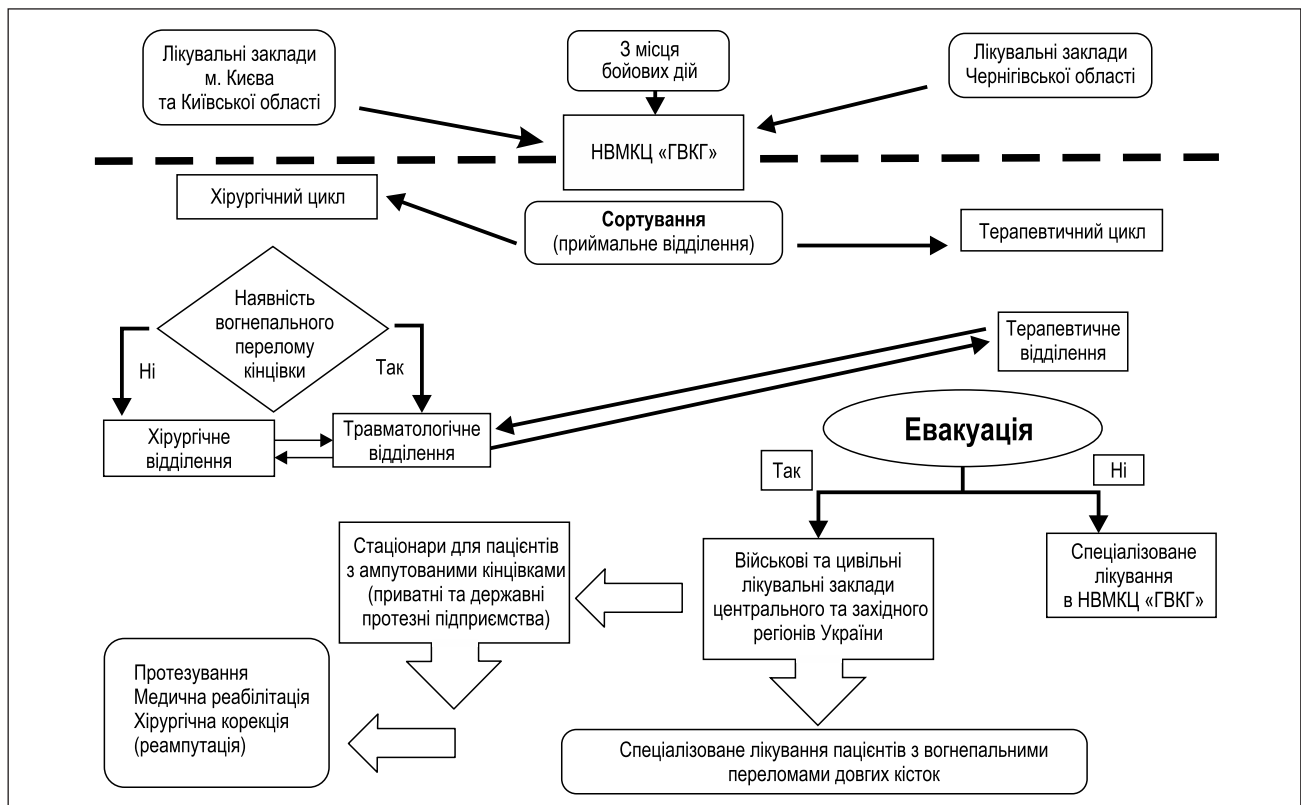 Лікувальні заклади
м. Києва
та Київської області
З місця
бойових дій
Лікувальні заклади
Чернігівської області
НВМКЦ «ГВКГ»
Хірургічний цикл
Сортування
(приймальне відділення)
Терапевтичний цикл
Наявність
вогнепального
перелому
кінцівки
Ні
Так
Терапевтичне
відділення
Хірургічне
відділення
Травматологічне
відділення
Евакуація
Так
Ні
Стаціонари для пацієнтів
з ампутованими кінцівками
(приватні та державні
протезні підприємства)
Військові та цивільні
лікувальні заклади
центрального та західного
регіонів України
Спеціалізоване
лікування
в НВМКЦ «ГВКГ»
Протезування
Медична реабілітація
Хірургічна корекція
(реампутація)
Спеціалізоване лікування пацієнтів з вогнепальними
переломами довгих кісток